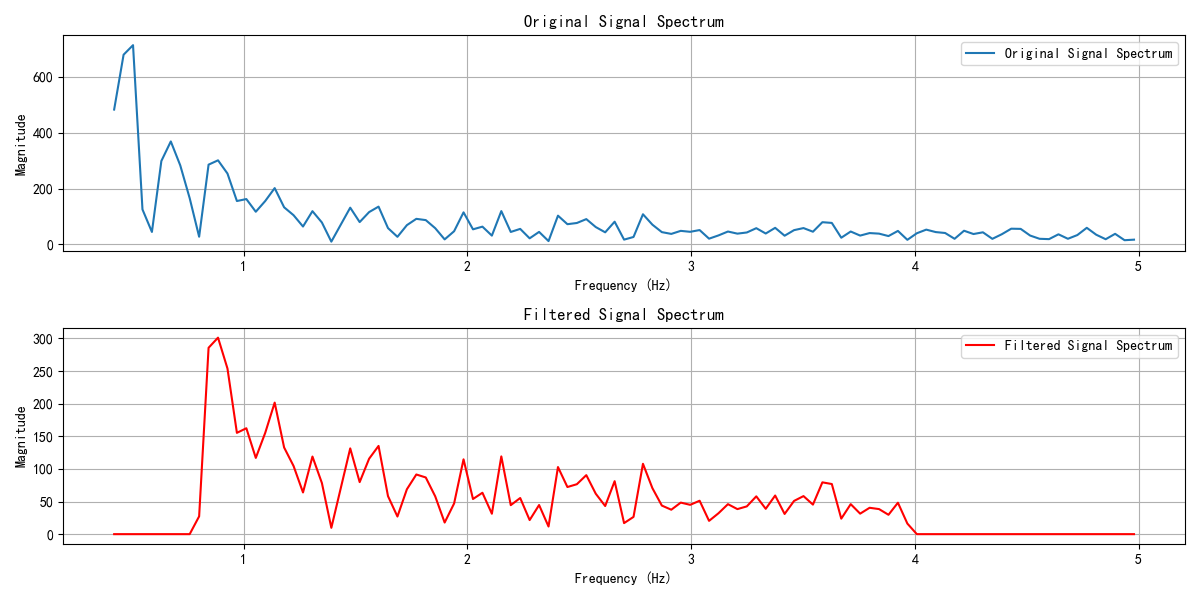 Original Signal Spectrum
Original Signal Spectrum
Magnitude
600
400
200
0
1
2
3
4
5
Frequency (Hz)
Filtered Signal Spectrum
Filtered Signal Spectrum
Magnitude
300
250
200
150
100
50
0
1
2
3
4
5
Frequency (Hz)